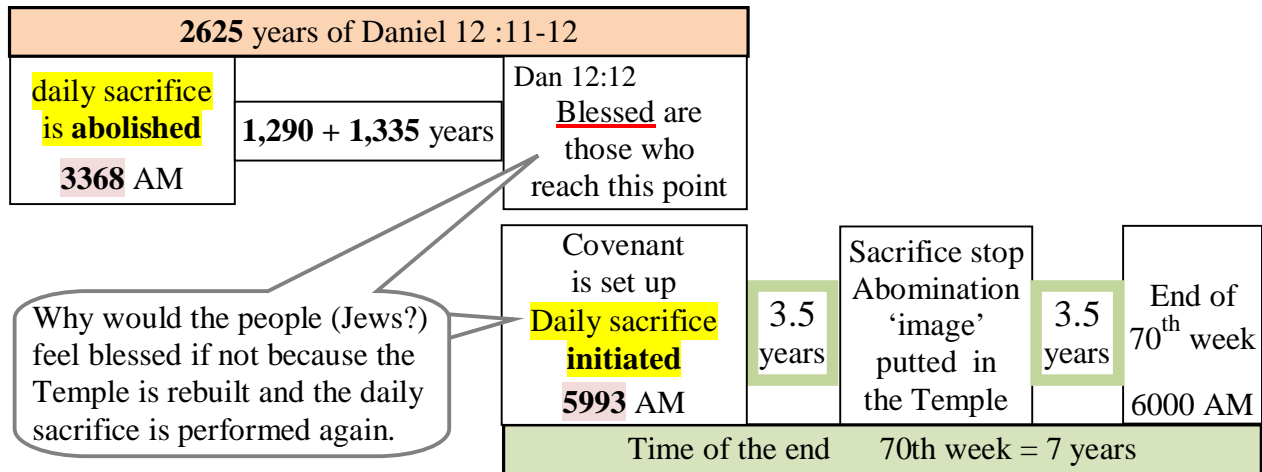 2625 years of Daniel 12 :11-12
daily sacrifice
is abolished
3368 AM
1,290 + 1,335 years
Dan 12:12
Blessed are
those who
reach this point
Why would the people (Jews?)
feel blessed if not because the
Temple is rebuilt and the daily
sacrifice is performed again.
Covenant
is set up
Daily sacrifice
initiated
5993 AM
3.5
years
Sacrifice stop
Abomination
‘image’
putted in
the Temple
3.5
years
End of
70th week
6000 AM
Time of the end 70th week = 7 years